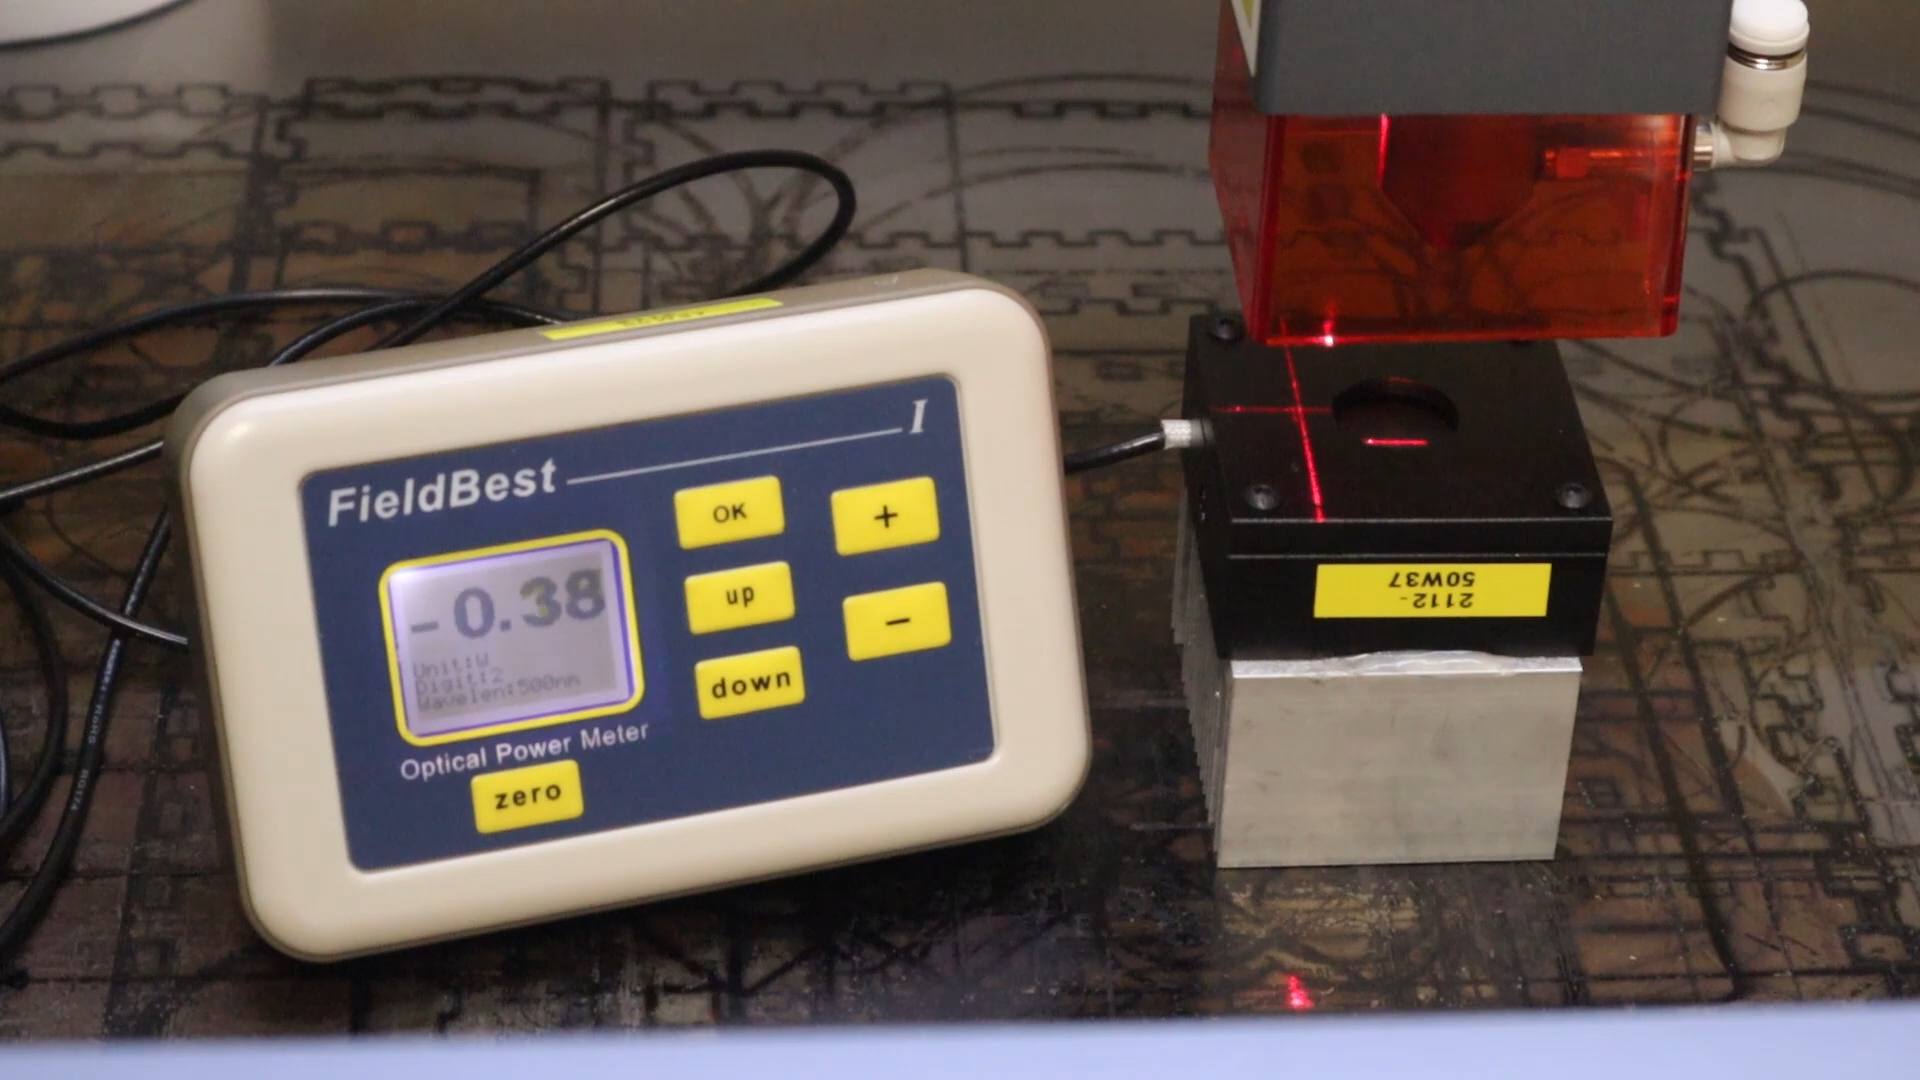 FieldBest
I
-0.38
Unit:W
Digit:2
Wavelen:500nm
Optical Power Meter
OK
up
down
+
-
zero
2112-
50W37